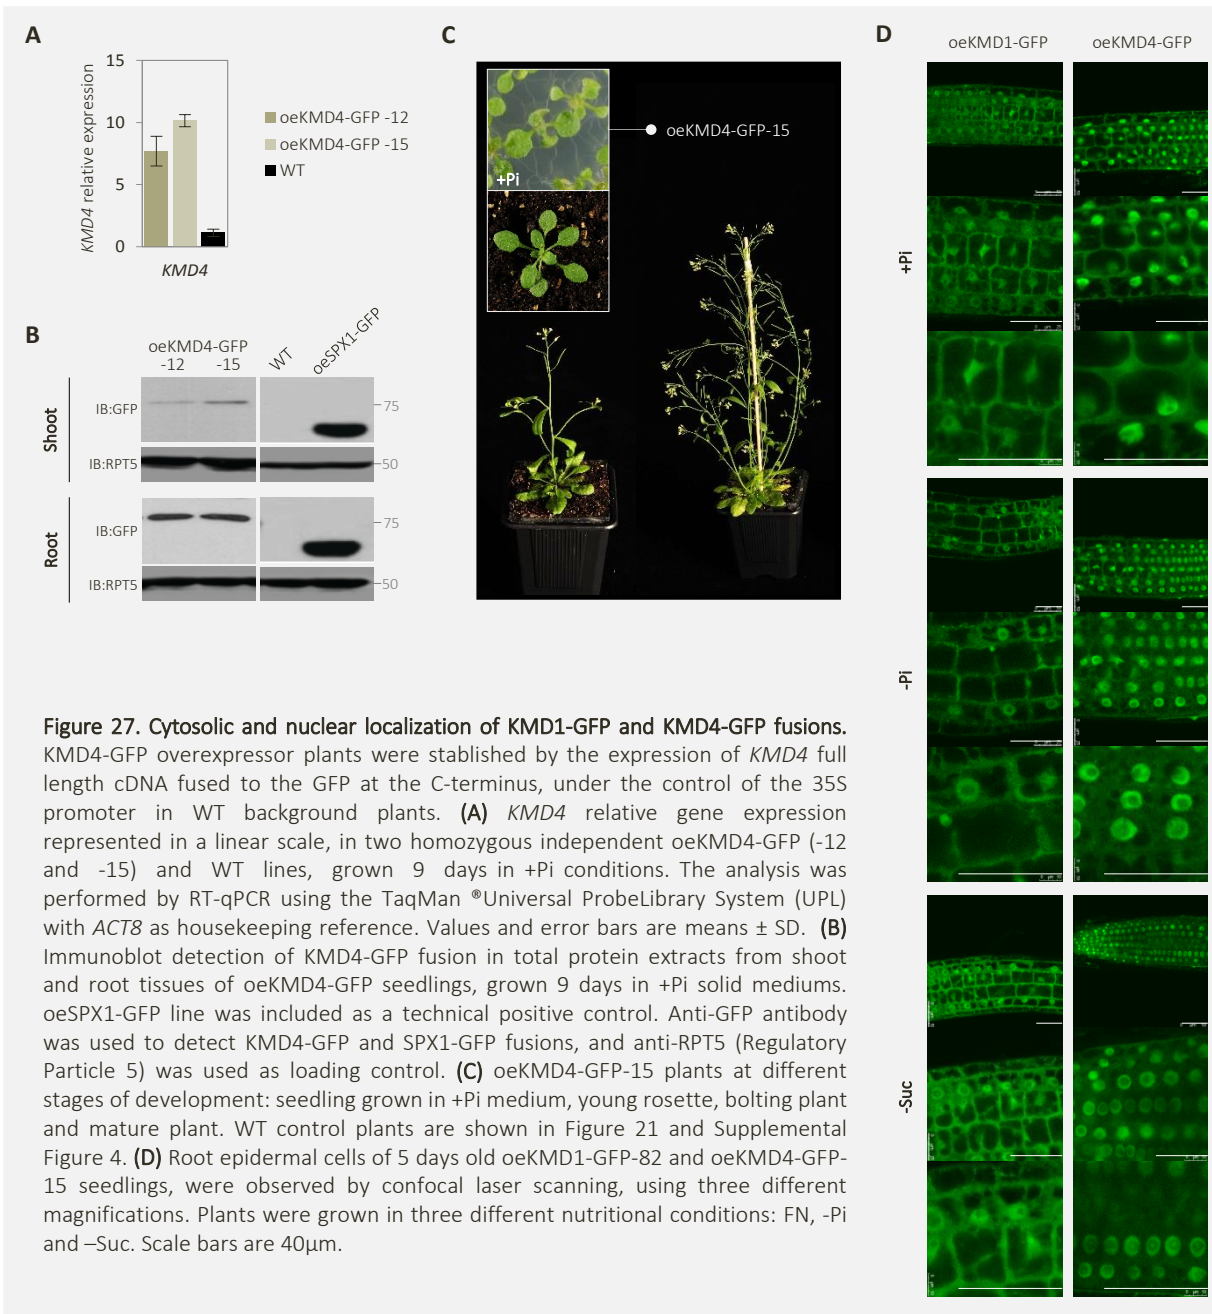 A
15
10
5
0
KMD4 relative expression
KMD4
oeKMD4-GFP -12
oeKMD4-GFP -15
WT
B
oeKMD4-GFP
-12
-15
WT
oeSPX1-GFP
Shoot
IB:GFP
75
IB:RPT5
50
Root
IB:GFP
75
IB:RPT5
50
C
+Pi
oeKMD4-GFP-15
D
oeKMD1-GFP
oeKMD4-GFP
+Pi
-Pi
-Suc
Figure 27. Cytosolic and nuclear localization of KMD1-GFP and KMD4-GFP fusions.
KMD4-GFP overexpressor plants were stablished by the expression of KMD4 full
length cDNA fused to the GFP at the C-terminus, under the control of the 35S
promoter in WT background plants. (A) KMD4 relative gene expression
represented in a linear scale, in two homozygous independent oeKMD4-GFP (-12
and -15) and WT lines, grown 9 days in +Pi conditions. The analysis was
performed by RT-qPCR using the TaqMan ®Universal ProbeLibrary System (UPL)
with ACT8 as housekeeping reference. Values and error bars are means ± SD. (B)
Immunoblot detection of KMD4-GFP fusion in total protein extracts from shoot
and root tissues of oeKMD4-GFP seedlings, grown 9 days in +Pi solid mediums.
oeSPX1-GFP line was included as a technical positive control. Anti-GFP antibody
was used to detect KMD4-GFP and SPX1-GFP fusions, and anti-RPT5 (Regulatory
Particle 5) was used as loading control. (C) oeKMD4-GFP-15 plants at different
stages of development: seedling grown in +Pi medium, young rosette, bolting plant
and mature plant. WT control plants are shown in Figure 21 and Supplemental
Figure 4. (D) Root epidermal cells of 5 days old oeKMD1-GFP-82 and oeKMD4-GFP-
15 seedlings, were observed by confocal laser scanning, using three different
magnifications. Plants were grown in three different nutritional conditions: FN, -Pi
and –Suc. Scale bars are 40μm.